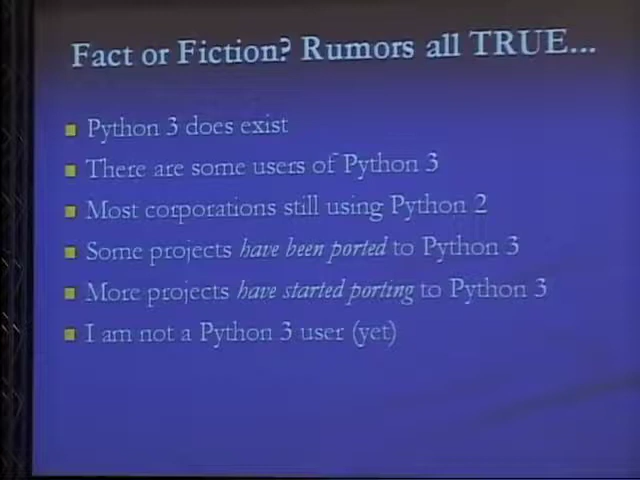 Fact or Fiction? Rumors all TRUE...
Python 3 does exist
There are some users of Python 3
Most corporations still using Python 2
Some projects have been ported to Python 3
More projects have started porting to Python 3
I am not a Python 3 user (yet)